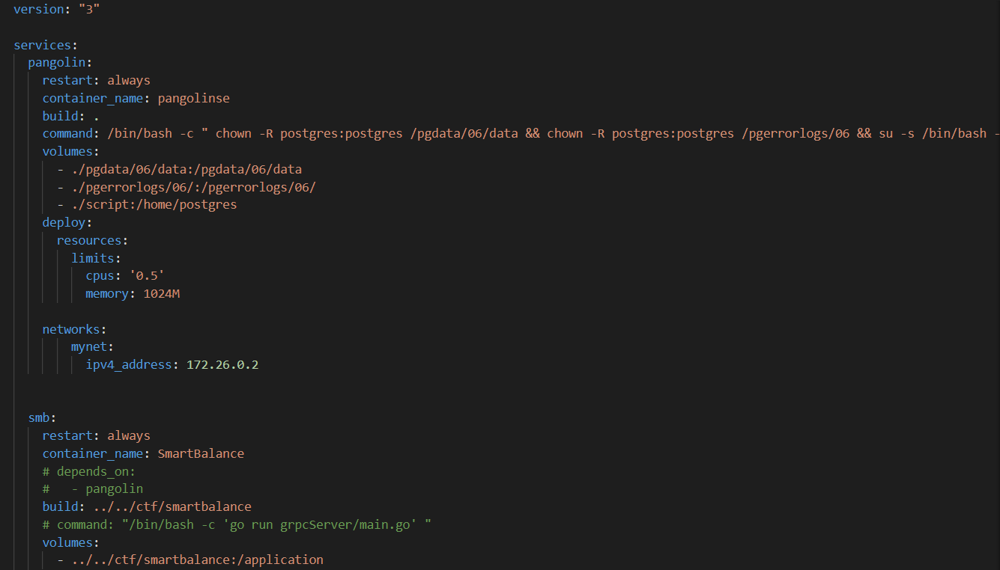 version: "3"
services:
pangolin:
restart: always
container_name: pangolinse
build: .
command: /bin/bash -c " chown -R postgres:postgres /pgdata/06/data && chown -R postgres:postgres /pgerrorlogs/06 && su -s /bin/bash -
volumes:
- ./pgdata/06/data:/pgdata/06/data
- ./pgerrorlogs/06/:/pgerrorlogs/06/
- ./script:/home/postgres
deploy:
resources:
limits:
cpus: '0.5'
memory: 1024M
networks:
mynet:
ipv4_address: 172.26.0.2
smb:
restart: always
container_name: SmartBalance
# depends_on:
#   - pangolin
build: ../../ctf/smartbalance
# command: "/bin/bash -c 'go run grpcServer/main.go' "
volumes:
- ../../ctf/smartbalance:/application